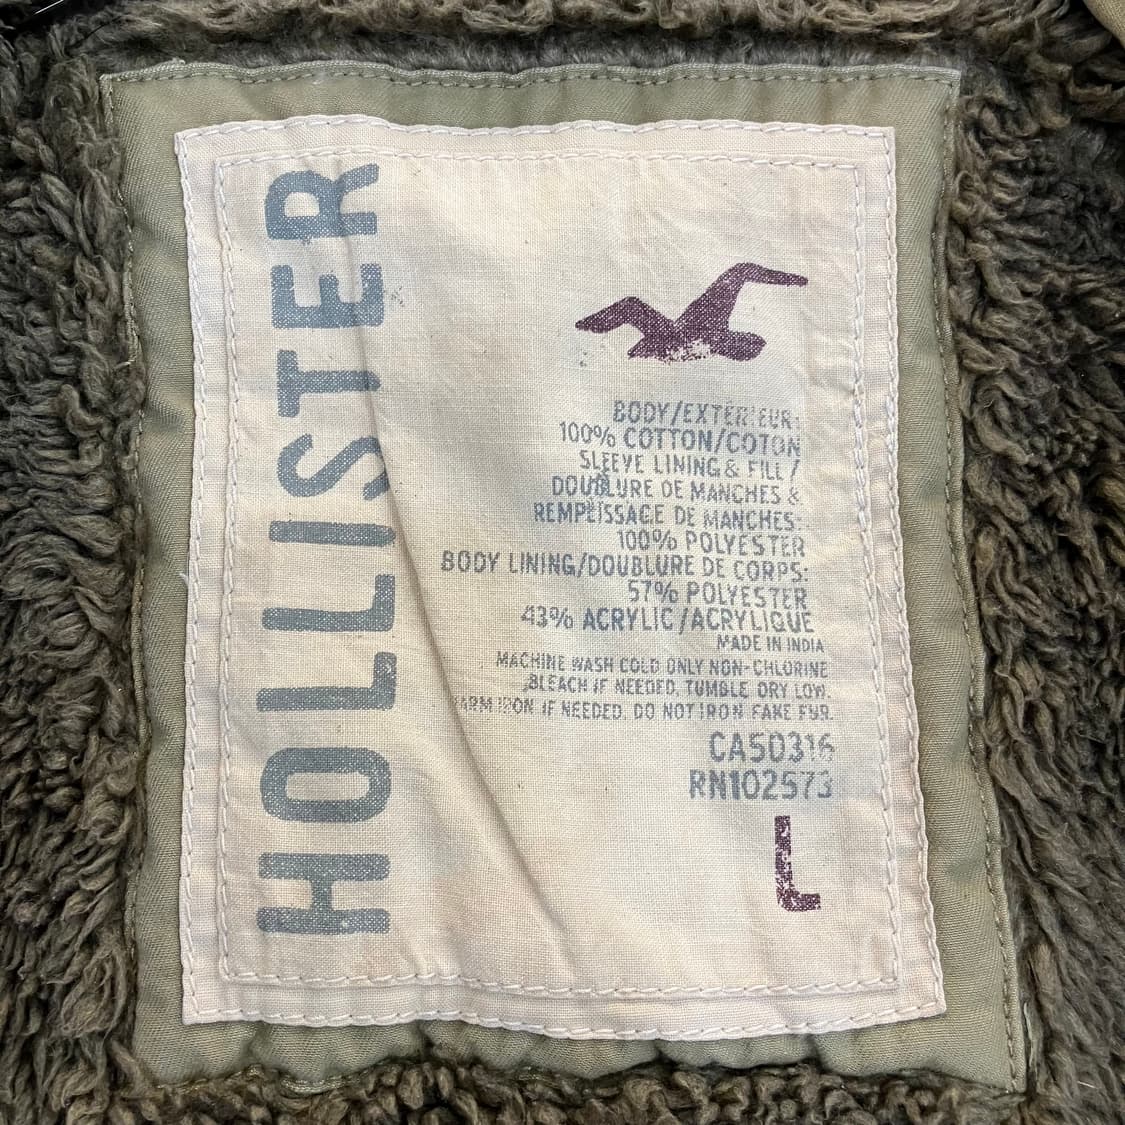 HOLLISTER
BODY/EXTÉRIEUR:
100% COTTON/COTON
SLEEVE LINING & FILL /
DOUBLURE DE MANCHES &
REMPLISSAGE DE MANCHES:
100% POLYESTER
BODY LINING/DOUBLURE DE CORPS:
57% POLYESTER
43% ACRYLIC/ACRYLIQUE
MADE IN INDIA
MACHINE WASH COLD ONLY NON-CHLORINE
BLEACH IF NEEDED. TUMBLE DRY LOW.
WARM IRON IF NEEDED. DO NOT IRON FAKE FUR.
CA50316
RN102573
L